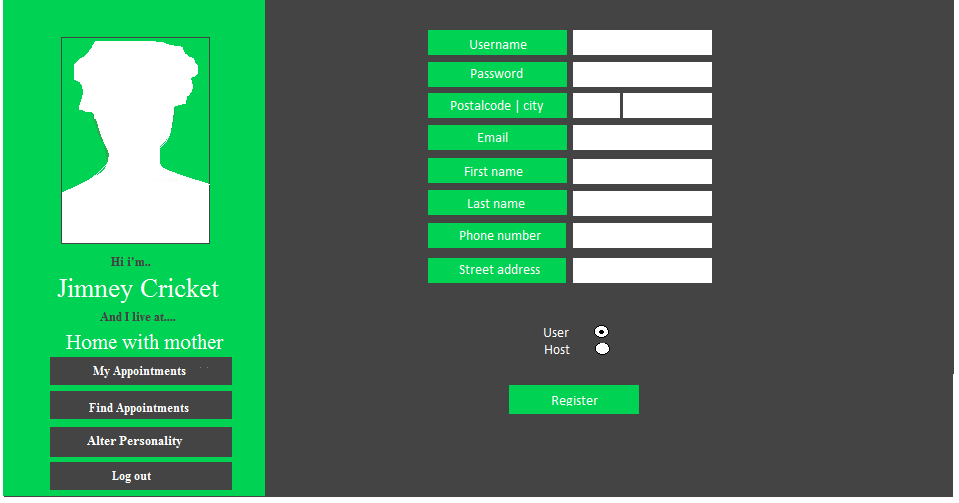 Hi i'm..
Jimney Cricket
And I live at....
Home with mother
My Appointments
Find Appointments
Alter Personality
Log out
Username
Password
Postalcode | city
Email
First name
Last name
Phone number
Street address
User
Host
Register